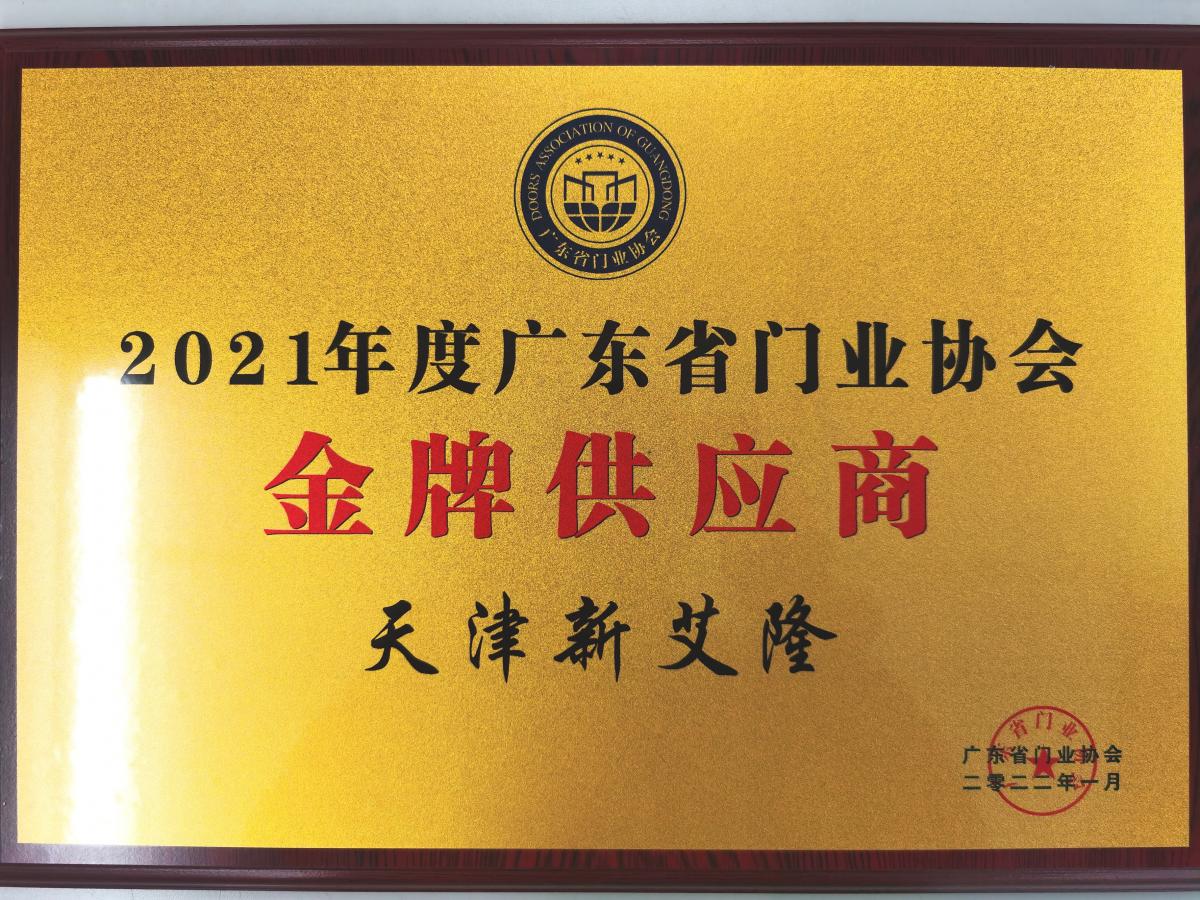 DOORS ASSOCIATION OF GUANGDONG
广东省门业协会
2021年度广东省门业协会
金牌供应商
天津新艾隆
省门业
广东省门业协会
二零二二年一月